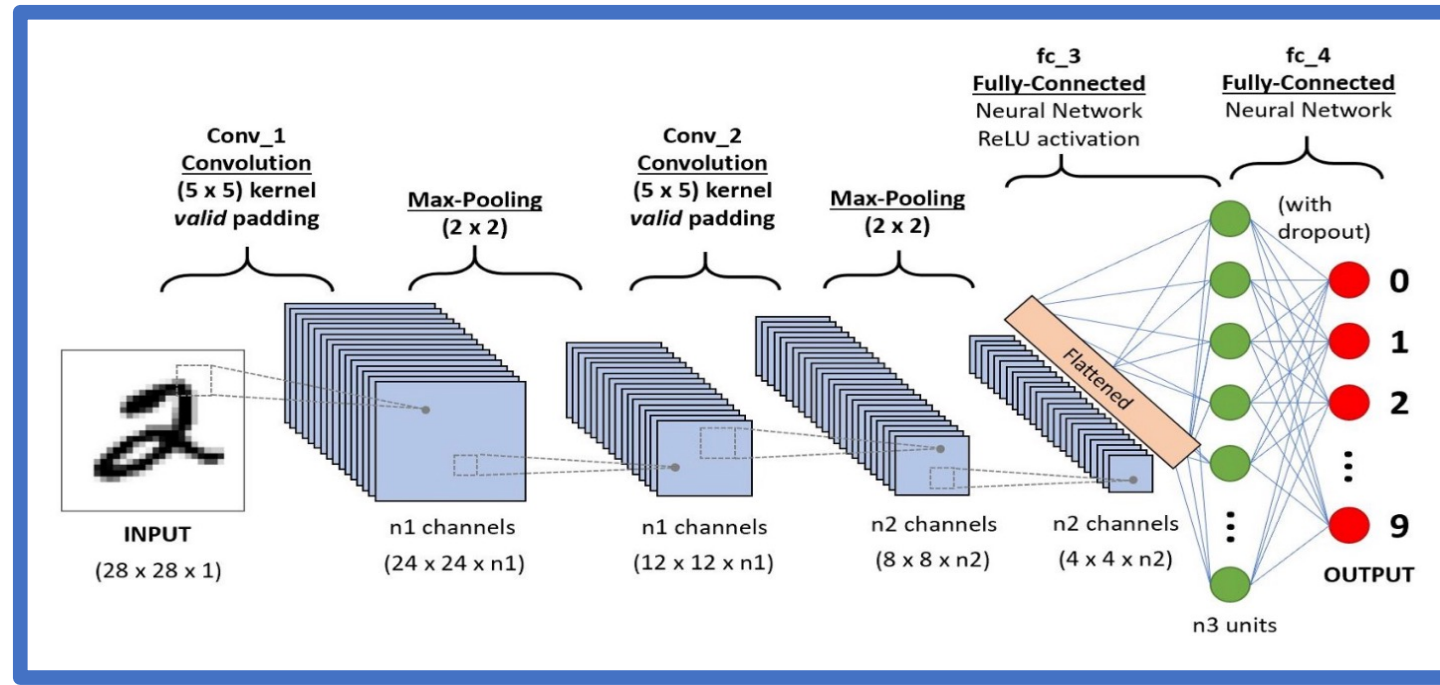 Conv_1
Convolution
(5 x 5) kernel
valid padding
Max-Pooling
(2 x 2)
Conv_2
Convolution
(5 x 5) kernel
valid padding
Max-Pooling
(2 x 2)
fc_3
Fully-Connected
Neural Network
ReLU activation
fc_4
Fully-Connected
Neural Network
(with
dropout)
Flattened
0
1
2
9
OUTPUT
2
INPUT
(28 x 28 x 1)
n1 channels
(24 x 24 x n1)
n1 channels
(12 x 12 x n1)
n2 channels
(8 x 8 x n2)
n2 channels
(4 x 4 x n2)
n3 units